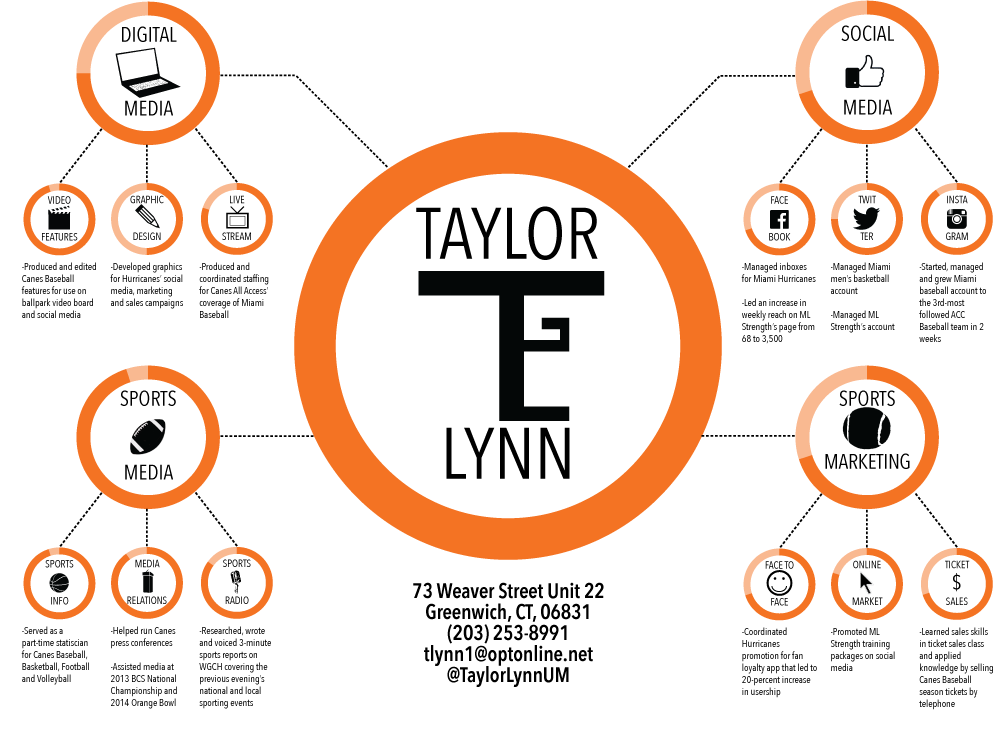 DIGITAL
MEDIA
VIDEO
FEATURES
-Produced and edited
Canes Baseball
features for use on
ballpark video board
and social media
GRAPHIC
DESIGN
-Developed graphics
for Hurricanes' social
media, marketing
and sales campaigns
LIVE
STREAM
-Produced and
coordinated staffing
for Canes All Access'
coverage of Miami
Baseball
SOCIAL
MEDIA
FACE
BOOK
-Managed inboxes
for Miami Hurricanes
-Led an increase in
weekly reach on ML
Strength's page from
68 to 3,500
TWIT
TER
-Managed Miami
men's basketball
account
-Managed ML
Strength's account
INSTA
GRAM
-Started, managed
and grew Miami
baseball account to
the 3rd-most
followed ACC
Baseball team in 2
weeks
TAYLOR
TE
LYNN
73 Weaver Street Unit 22
Greenwich, CT, 06831
(203) 253-8991
tlynn1@optonline.net
@TaylorLynnUM
SPORTS
MEDIA
SPORTS
INFO
-Served as a
part-time statiscian
for Canes Baseball,
Basketball, Football
and Volleyball
MEDIA
RELATIONS
-Helped run Canes
press conferences
-Assisted media at
2013 BCS National
Championship and
2014 Orange Bowl
SPORTS
RADIO
-Researched, wrote
and voiced 3-minute
sports reports on
WGCH covering the
previous evening's
national and local
sporting events
SPORTS
MARKETING
FACE TO
FACE
-Coordinated
Hurricanes
promotion for fan
loyalty app that led to
20-percent increase
in usership
ONLINE
MARKET
-Promoted ML
Strength training
packages on social
media
TICKET
$
SALES
-Learned sales skills
in ticket sales class
and applied
knowledge by selling
Canes Baseball
season tickets by
telephone